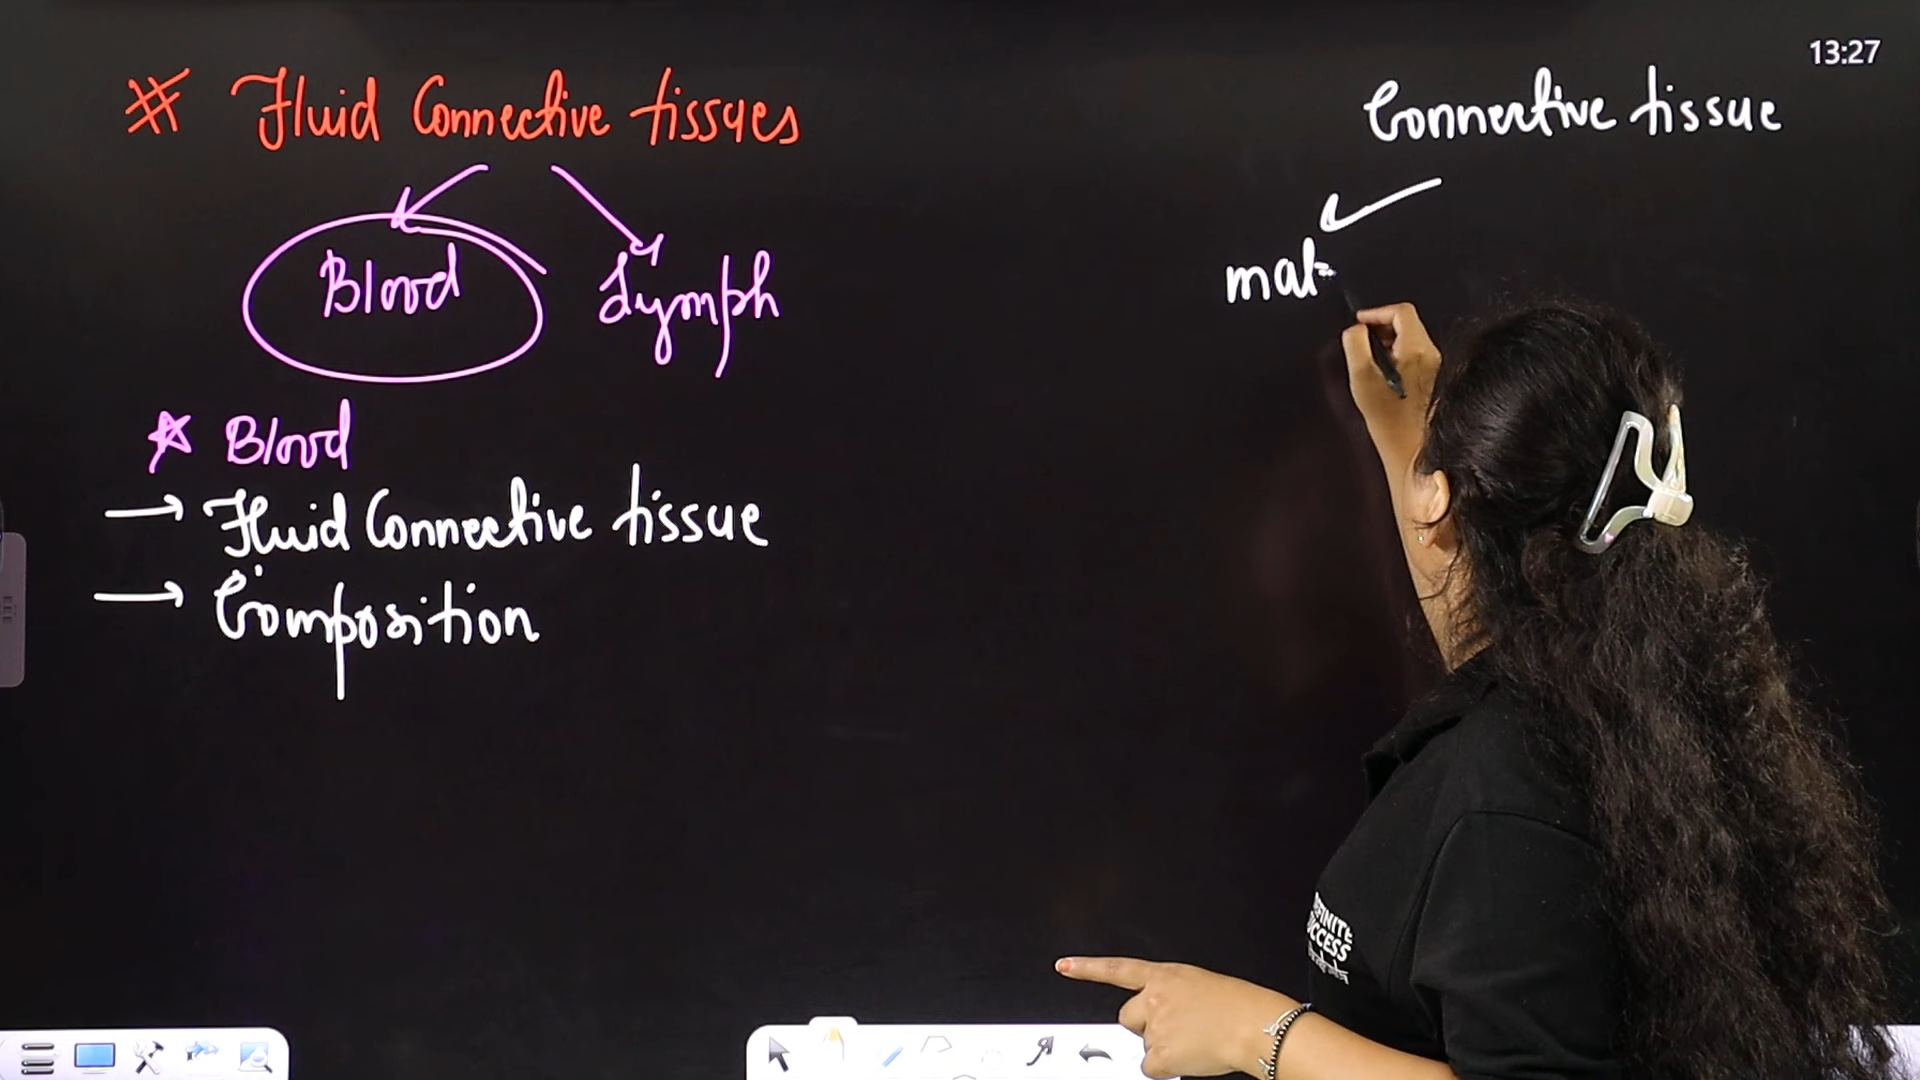 13:27
# Fluid Connective tissues
Connective tissue
Blood Lymph
mat
★ Blood
→ Fluid Connective tissue
→ Composition